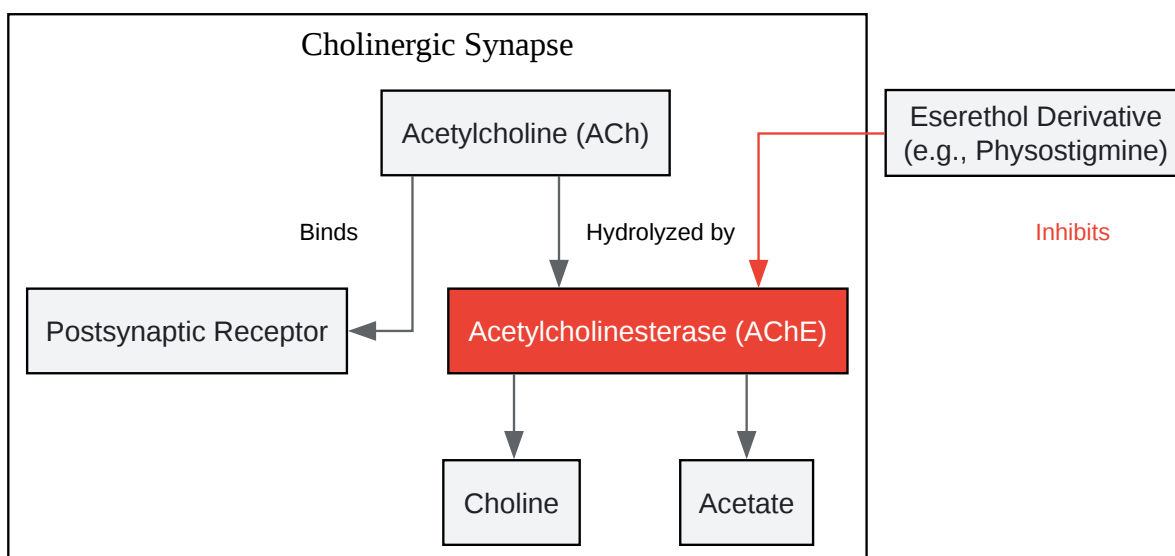 Cholinergic Synapse
Acetylcholine (ACh)
Eserethol Derivative
(e.g., Physostigmine)
Binds
Hydrolyzed by
Inhibits
Postsynaptic Receptor
Acetylcholinesterase (AChE)
Choline
Acetate